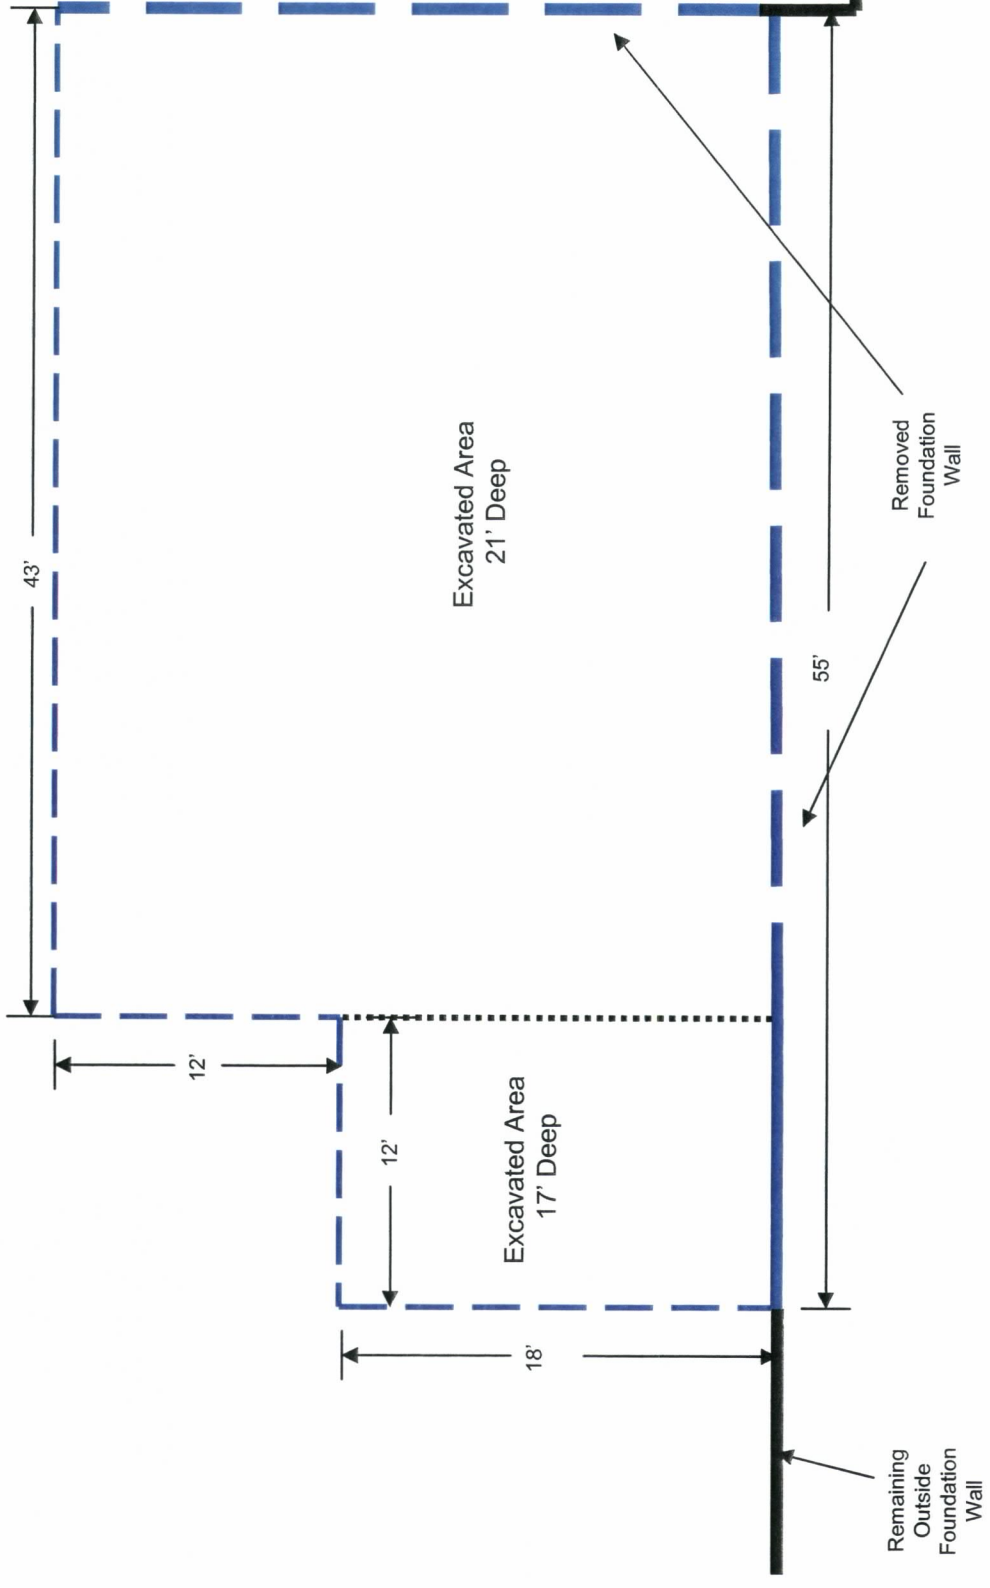 43'
12'
12'
18'
55'
Excavated Area
21' Deep
Excavated Area
17' Deep
Removed
Foundation
Wall
Remaining
Outside
Foundation
Wall